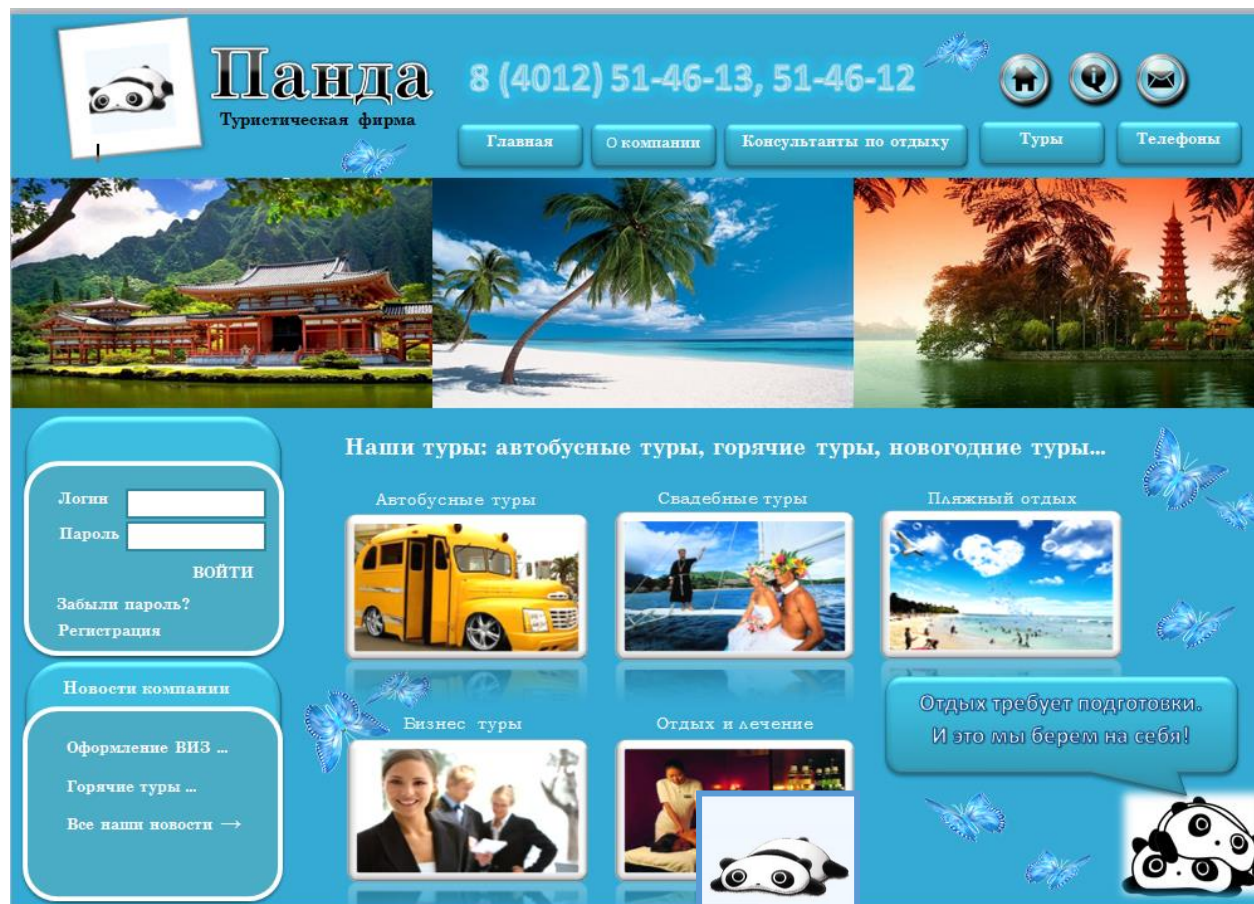 Панда
Туристическая фирма
8 (4012) 51-46-13, 51-46-12
Главная
О компании
Консультанты по отдыху
Туры
Телефоны
Логин
Пароль
ВОЙТИ
Забыли пароль?
Регистрация
Новости компании
Оформление ВИЗ ...
Горячие туры ...
Все наши новости →
Наши туры: автобусные туры, горячие туры, новогодние туры...
Автобусные туры
Свадебные туры
Пляжный отдых
Бизнес туры
Отдых и лечение
Отдых требует подготовки.
И это мы берем на себя!